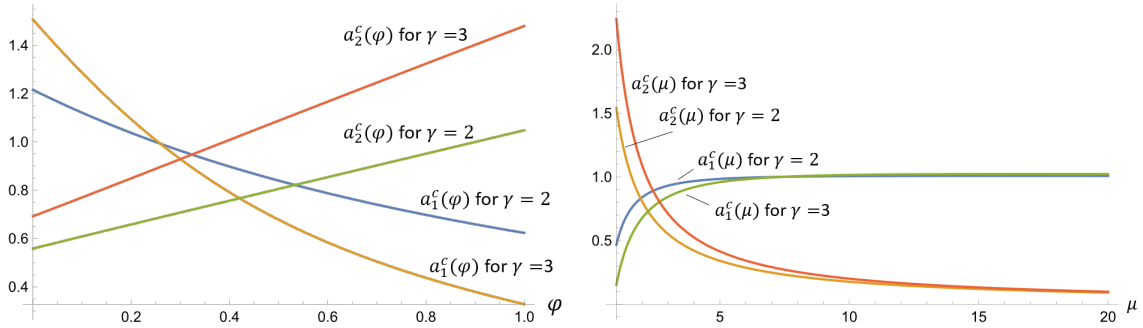 1.4
1.2
1.0
0.8
0.6
0.4
0.2
0.4
0.6
0.8
1.0
φ
a₂ᶜ(φ) for γ =3
a₂ᶜ(φ) for γ = 2
a₁ᶜ(φ) for γ = 2
a₁ᶜ(φ) for γ =3
2.0
1.5
1.0
0.5
5
10
15
20
μ
a₂ᶜ(μ) for γ =3
a₂ᶜ(μ) for γ = 2
a₁ᶜ(μ) for γ = 2
a₁ᶜ(μ) for γ =3